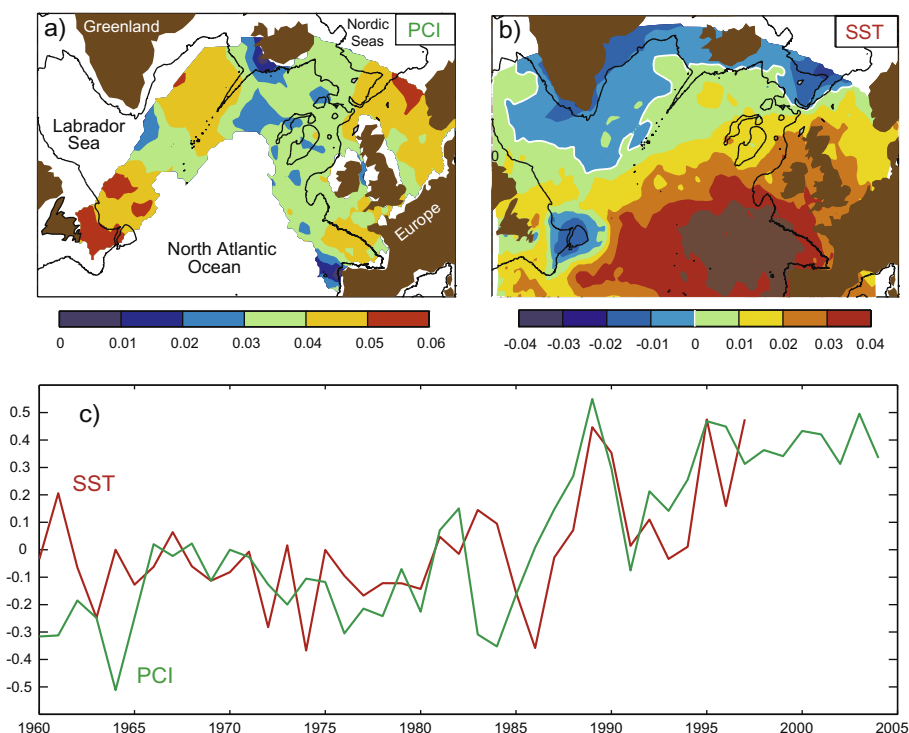 a)
Greenland
Nordic
Seas
PCI
Labrador
Sea
North Atlantic
Ocean
Europe
0 0.01 0.02 0.03 0.04 0.05 0.06
b)
SST
0
-0.04 -0.03 -0.02 -0.01 0 0.01 0.02 0.03 0.04
c)
0.5
0.4
0.3
0.2
0.1
0
-0.1
-0.2
-0.3
-0.4
-0.5
SST
PCI
1960 1965 1970 1975 1980 1985 1990 1995 2000 2005